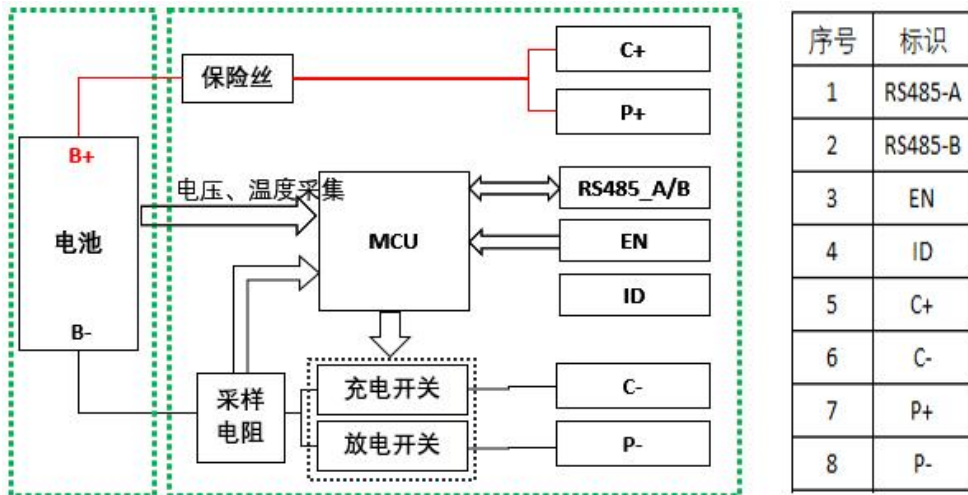 保险丝
C+
P+
B+
电压、温度采集
电池
MCU
RS485_A/B
EN
ID
B-
采样
电阻
充电开关
放电开关
C-
P-
序号 标识
1 RS485-A
2 RS485-B
3 EN
4 ID
5 C+
6 C-
7 P+
8 P-